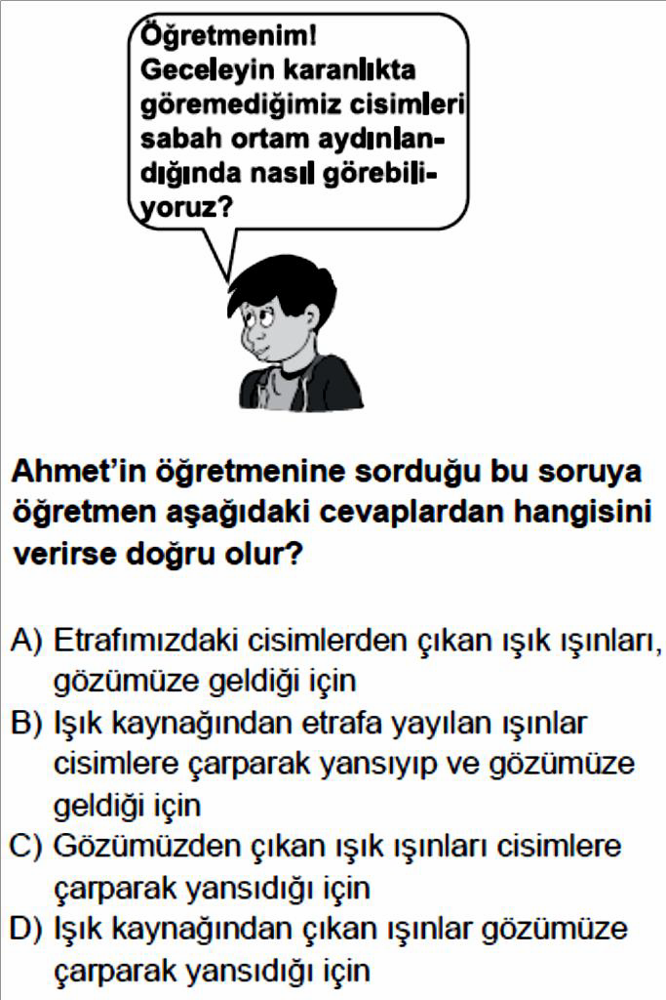 Öğretmenim!
Geceleyin karanlıkta
göremediğimiz cisimleri
sabah ortam aydınlan-
dığında nasıl görebili-
yoruz?
Ahmet'in öğretmenine sorduğu bu soruya
öğretmen aşağıdaki cevaplardan hangisini
verirse doğru olur?
A) Etrafımızdaki cisimlerden çıkan ışık ışınları,
gözümüze geldiği için
B) Işık kaynağından etrafa yayılan ışınlar
cisimlere çarparak yansıyıp ve gözümüze
geldiği için
C) Gözümüzden çıkan ışık ışınları cisimlere
çarparak yansıdığı için
D) Işık kaynağından çıkan ışınlar gözümüze
çarparak yansıdığı için